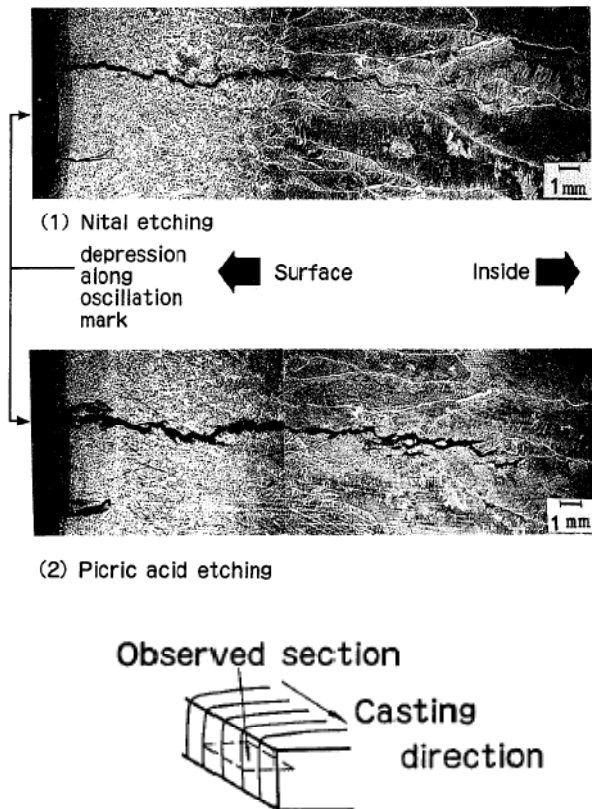 1 mm
(1) Nital etching
depression
along
oscillation
mark
Surface
Inside
1 mm
(2) Picric acid etching
Observed section
Casting
direction